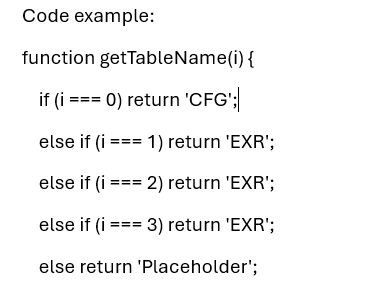 Code example:
function getTableName(i) {
if (i === 0) return 'CFG';
else if (i === 1) return 'EXR';
else if (i === 2) return 'EXR';
else if (i === 3) return 'EXR';
else return 'Placeholder';